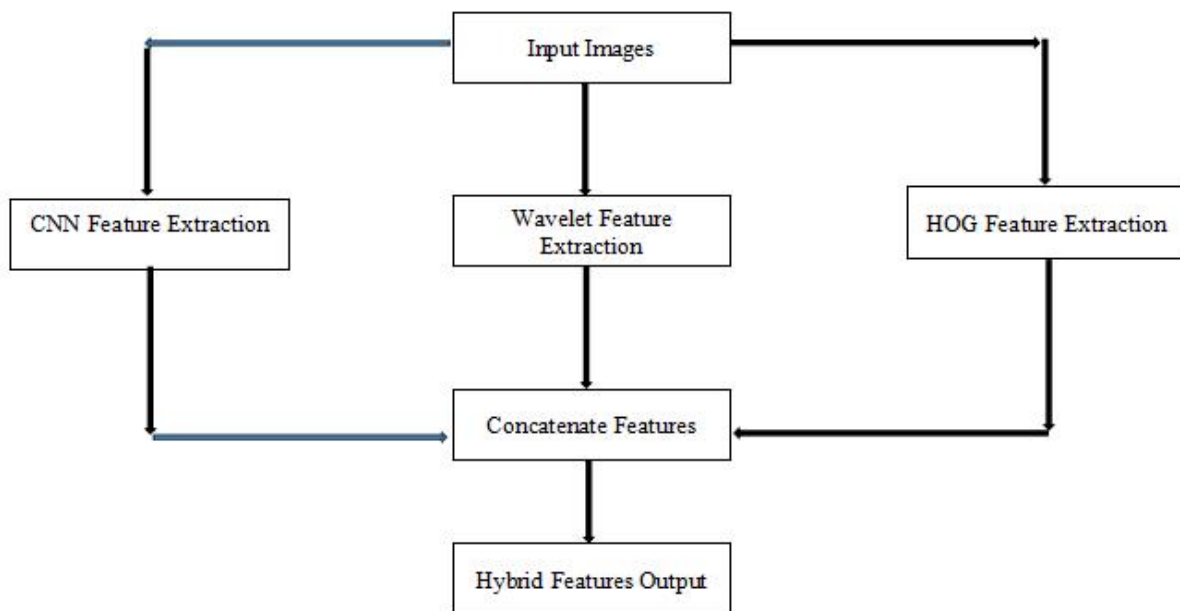 Input Images
CNN Feature Extraction
Wavelet Feature
Extraction
HOG Feature Extraction
Concatenate Features
Hybrid Features Output